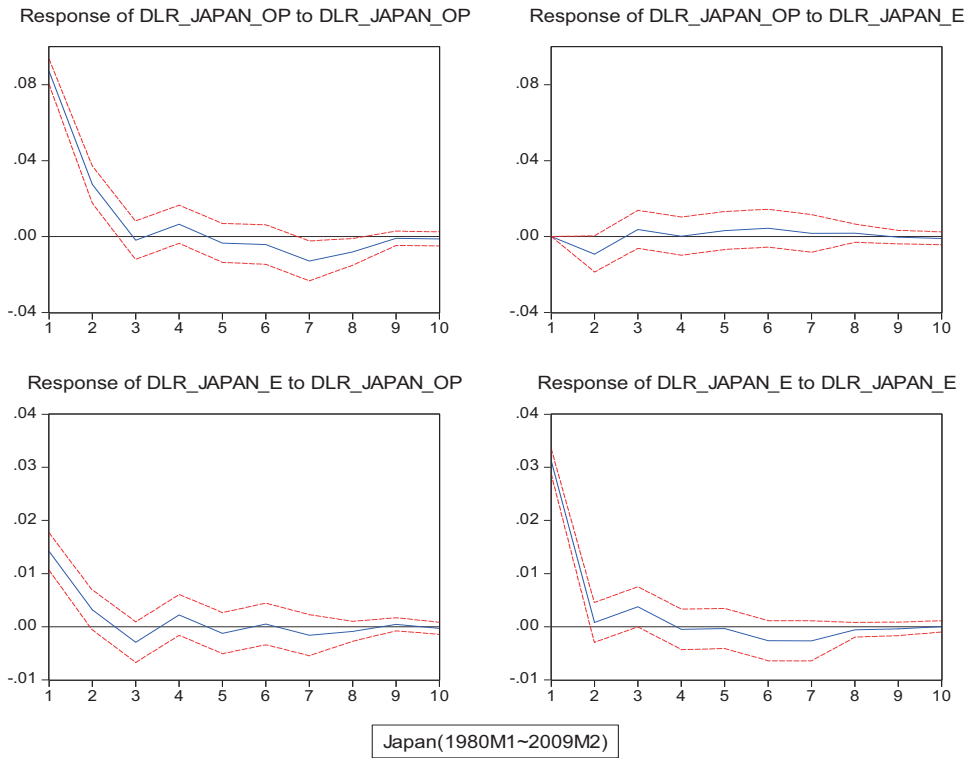 Response of DLR_JAPAN_OP to DLR_JAPAN_OP
.08
.04
.00
-.04
1 2 3 4 5 6 7 8 9 10
Response of DLR_JAPAN_OP to DLR_JAPAN_E
.08
.04
.00
-.04
1 2 3 4 5 6 7 8 9 10
Response of DLR_JAPAN_E to DLR_JAPAN_OP
.04
.03
.02
.01
.00
-.01
1 2 3 4 5 6 7 8 9 10
Response of DLR_JAPAN_E to DLR_JAPAN_E
.04
.03
.02
.01
.00
-.01
1 2 3 4 5 6 7 8 9 10
Japan(1980M1~2009M2)